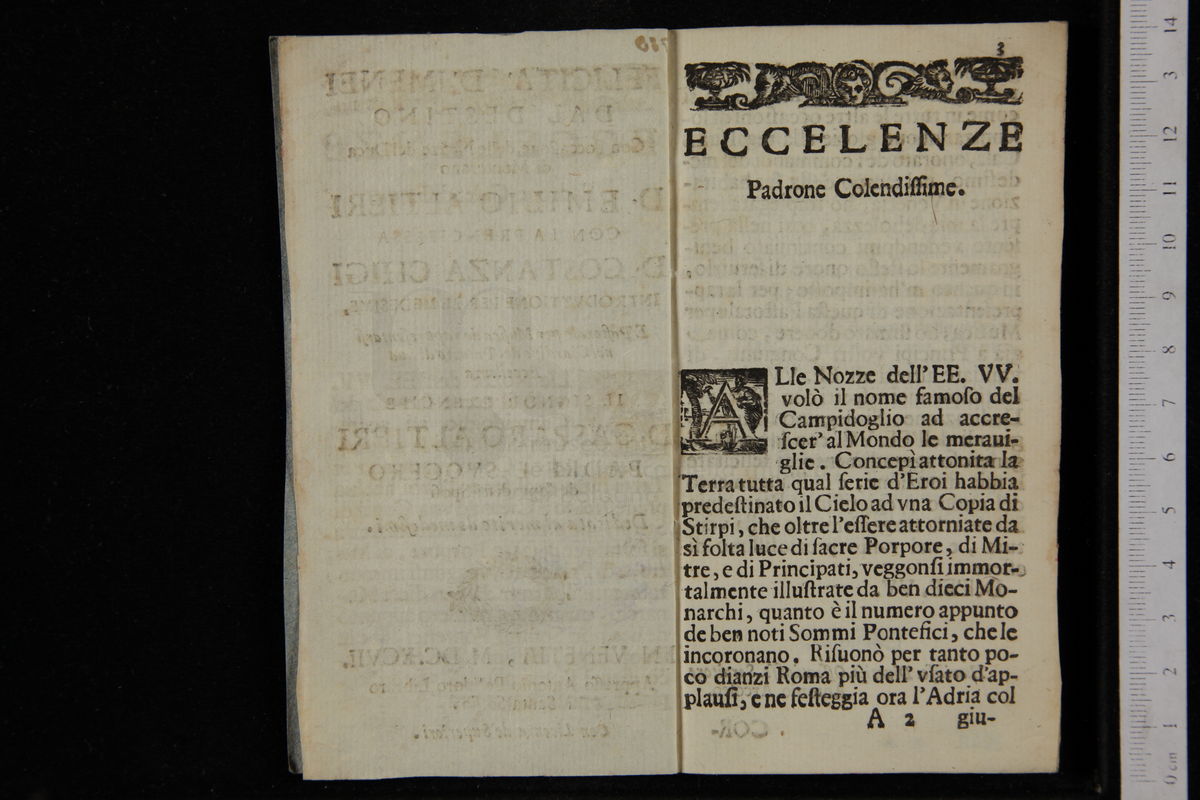 3
ECCELENZE
Padrone Colendiſſime.
ALle Nozze dell' EE. VV.
volò il nome famoſo del
Campidoglio ad accre-
ſcer' al Mondo le meraui-
glie. Concepì attonita la
Terra tutta qual ſerie d'Eroi habbia
predeſtinato il Cielo ad vna Copia di
Stirpi, che oltre l'eſſere attorniate da
sì folta luce di ſacre Porpore, di Mi-
tre, e di Principati, veggonſi immor-
talmente illuſtrate da ben dieci Mo-
narchi, quanto è il numero appunto
de ben noti Sommi Pontefici, che le
incoronano. Riſuonò per tanto po-
co dianzi Roma più dell' vſato d'ap-
plauſi, e ne feſteggia ora l'Adria col
A 2 giu-